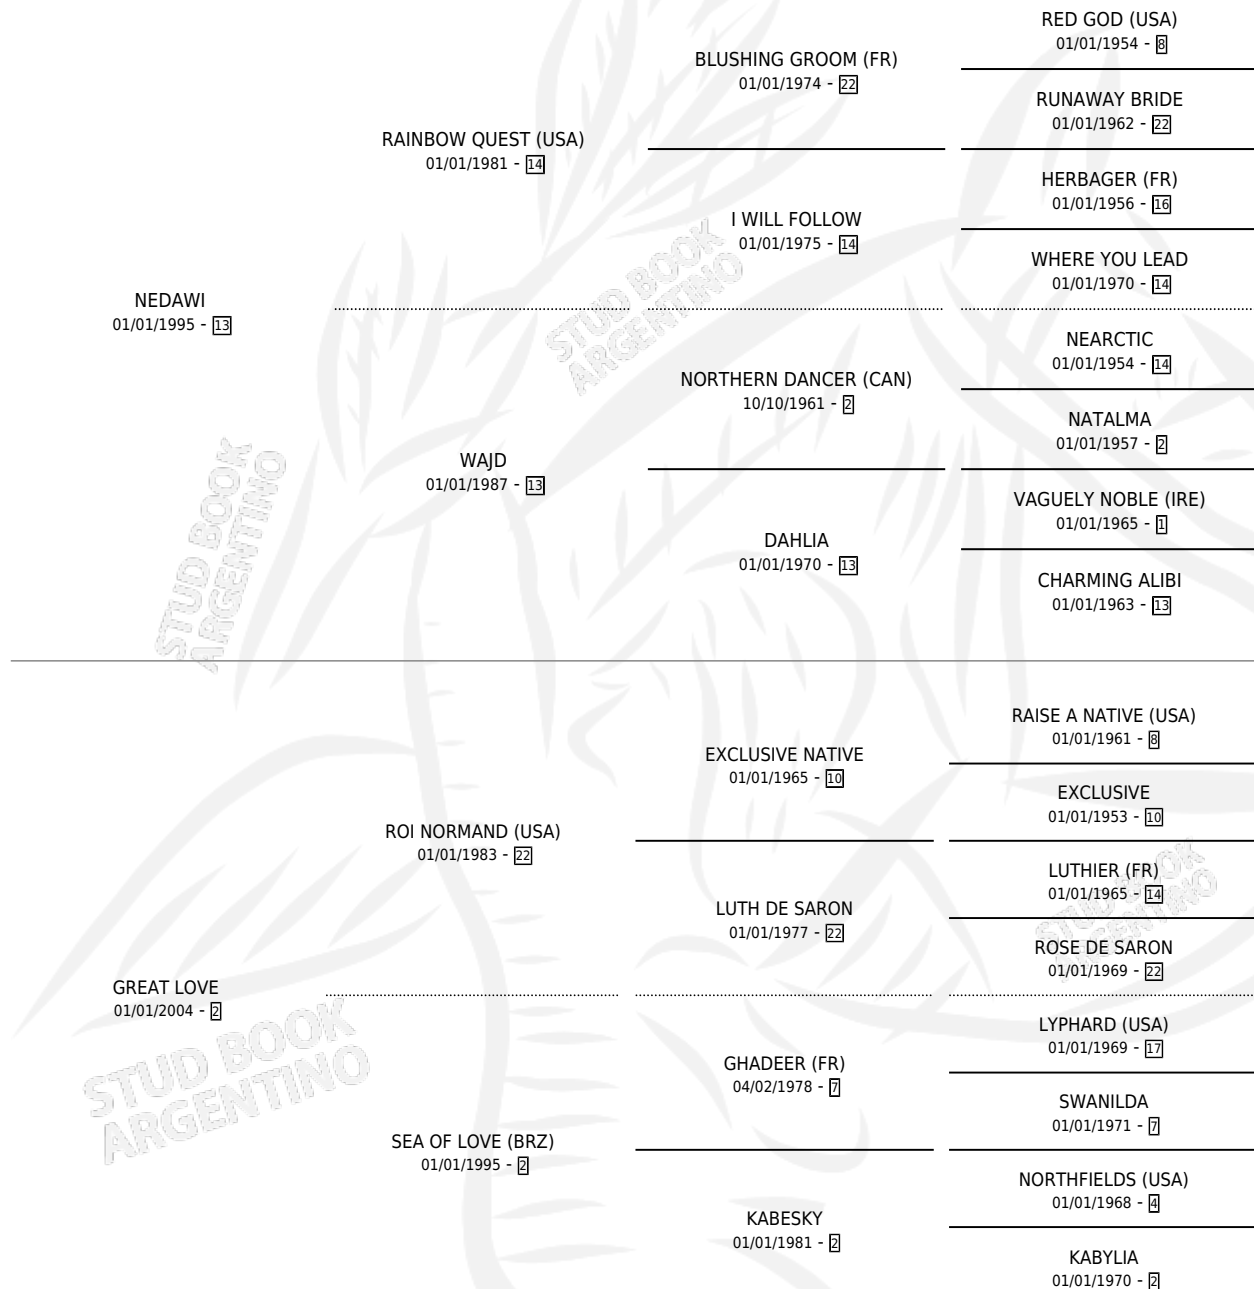 RED GOD (USA)
01/01/1954 - 8
BLUSHING GROOM (FR)
01/01/1974 - 22
RUNAWAY BRIDE
01/01/1962 - 22
RAINBOW QUEST (USA)
01/01/1981 - 14
HERBAGER (FR)
01/01/1956 - 16
I WILL FOLLOW
01/01/1975 - 14
WHERE YOU LEAD
01/01/1970 - 14
NEDAWI
01/01/1995 - 13
NEARCTIC
01/01/1954 - 14
NORTHERN DANCER (CAN)
10/10/1961 - 2
NATALMA
01/01/1957 - 2
WAJD
01/01/1987 - 13
VAGUELY NOBLE (IRE)
01/01/1965 - 1
DAHLIA
01/01/1970 - 13
CHARMING ALIBI
01/01/1963 - 13
RAISE A NATIVE (USA)
01/01/1961 - 8
EXCLUSIVE NATIVE
01/01/1965 - 10
EXCLUSIVE
01/01/1953 - 10
ROI NORMAND (USA)
01/01/1983 - 22
LUTHIER (FR)
01/01/1965 - 14
LUTH DE SARON
01/01/1977 - 22
ROSE DE SARON
01/01/1969 - 22
GREAT LOVE
01/01/2004 - 2
LYPHARD (USA)
01/01/1969 - 17
GHADEER (FR)
04/02/1978 - 7
SWANILDA
01/01/1971 - 7
SEA OF LOVE (BRZ)
01/01/1995 - 2
NORTHFIELDS (USA)
01/01/1968 - 4
KABESKY
01/01/1981 - 2
KABYLIA
01/01/1970 - 2
STUD BOOK
ARGENTINO
STUD BOOK
ARGENTINO
STUD BOOK
ARGENTINO
STUD BOOK
ARGENTINO